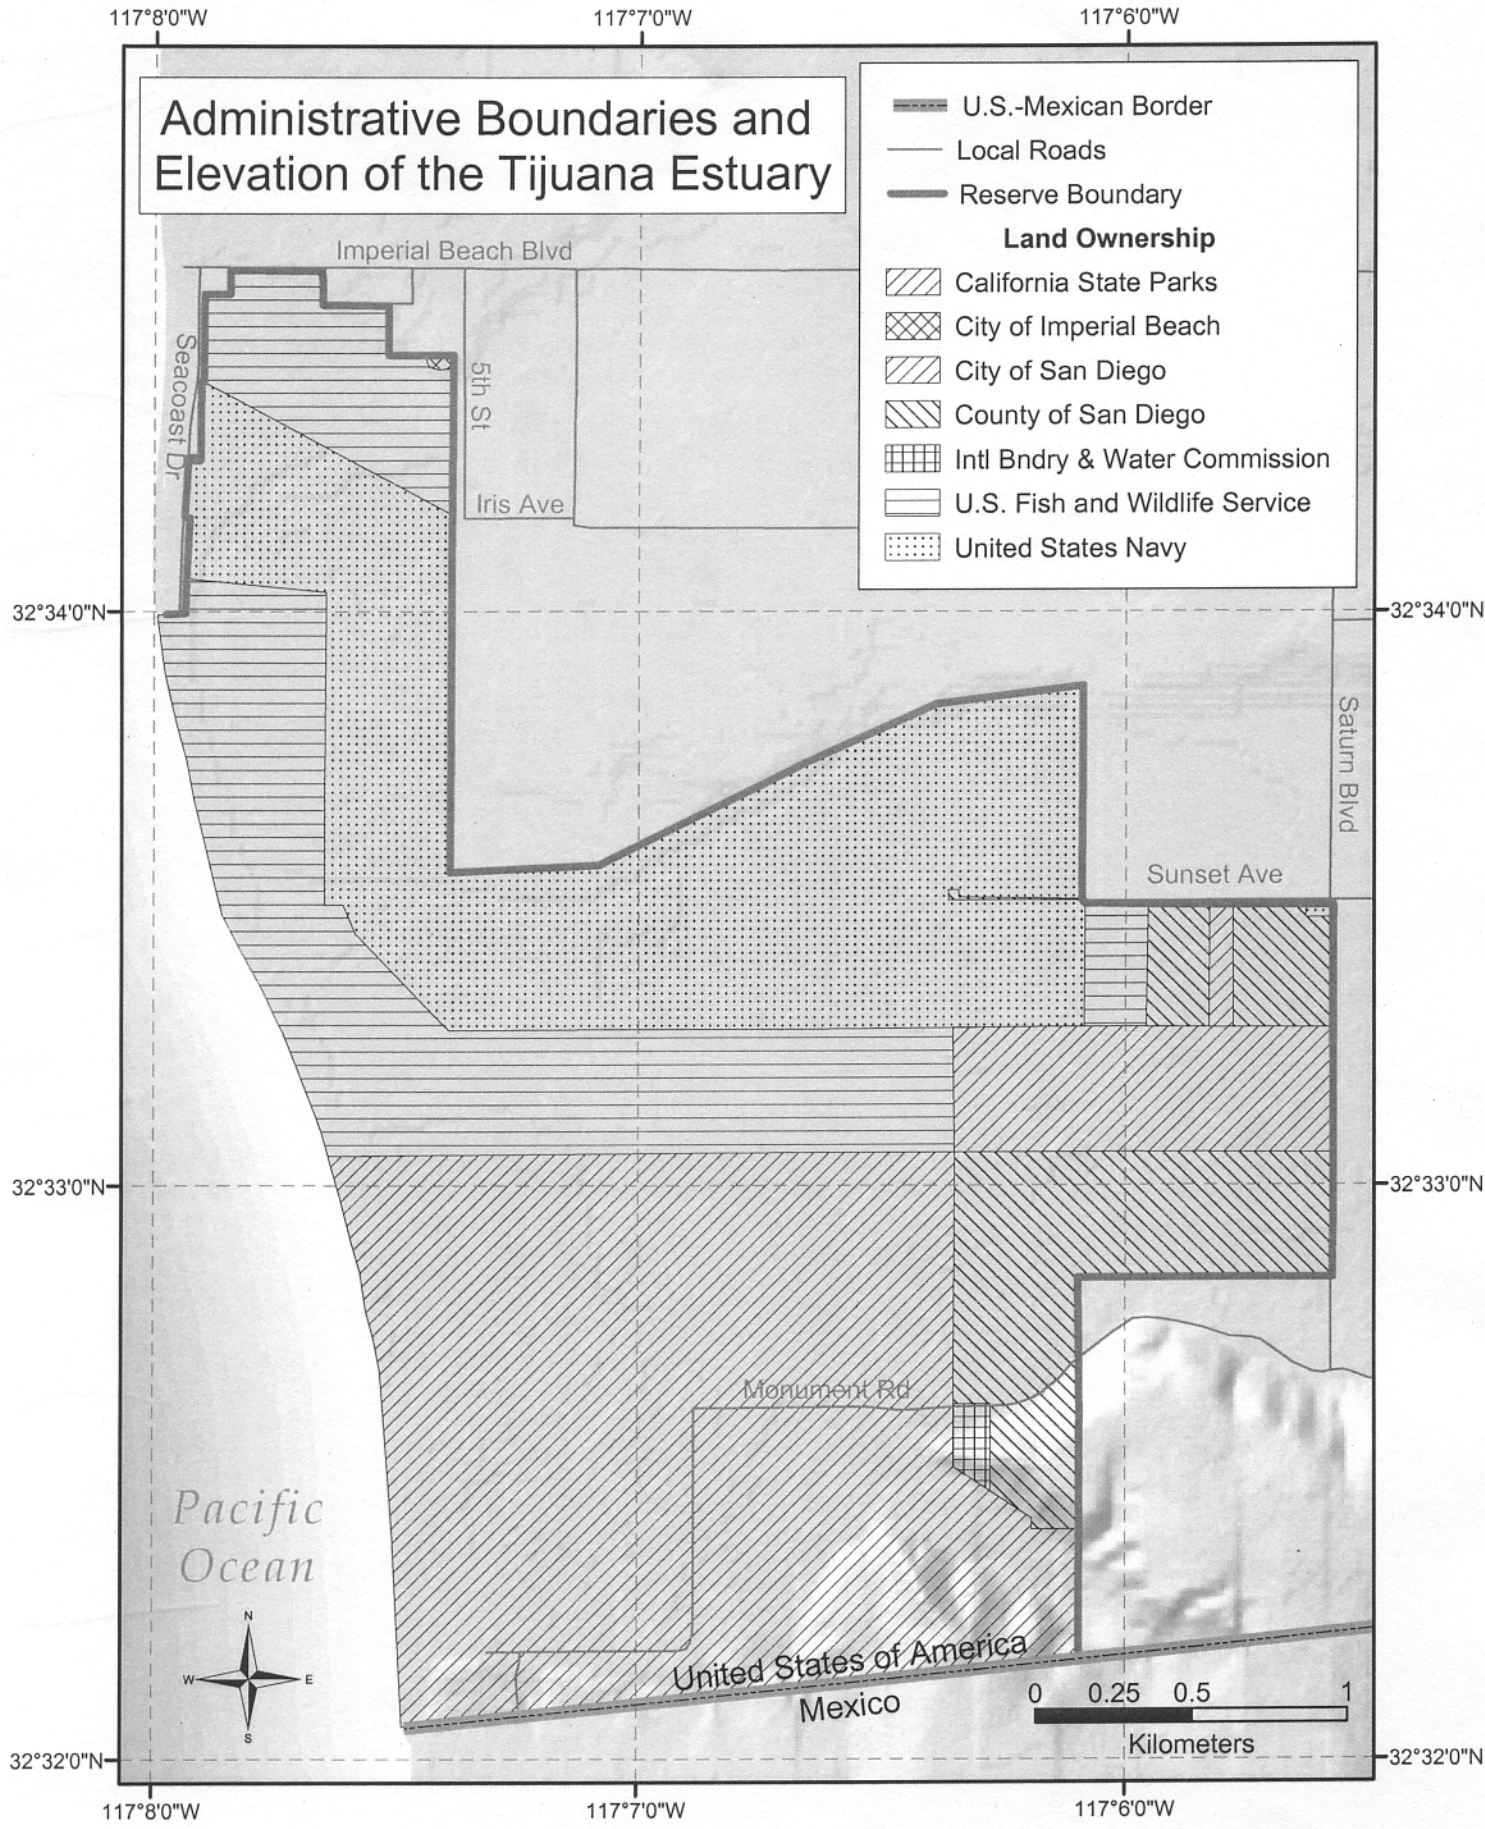 117°8'0"W
117°7'0"W
117°6'0"W
Administrative Boundaries and
Elevation of the Tijuana Estuary
U.S.-Mexican Border
Local Roads
Reserve Boundary
Land Ownership
California State Parks
City of Imperial Beach
City of San Diego
County of San Diego
Intl Bndry & Water Commission
U.S. Fish and Wildlife Service
United States Navy
Imperial Beach Blvd
Seacoast Dr
5th St
Iris Ave
32°34'0"N
32°34'0"N
Saturn Blvd
Sunset Ave
32°33'0"N
32°33'0"N
Monument Rd
Pacific
Ocean
N
W
E
S
United States of America
Mexico
0 0.25 0.5 1
Kilometers
32°32'0"N
32°32'0"N
117°8'0"W
117°7'0"W
117°6'0"W